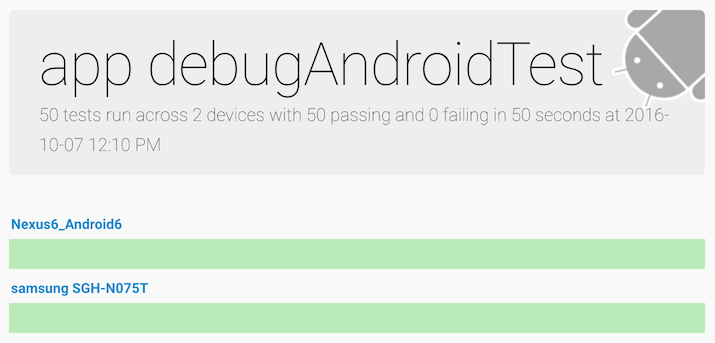 app debugAndroidTest
50 tests run across 2 devices with 50 passing and 0 failing in 50 seconds at 2016-
10-07 12:10 PM
Nexus6_Android6
samsung SGH-N075T